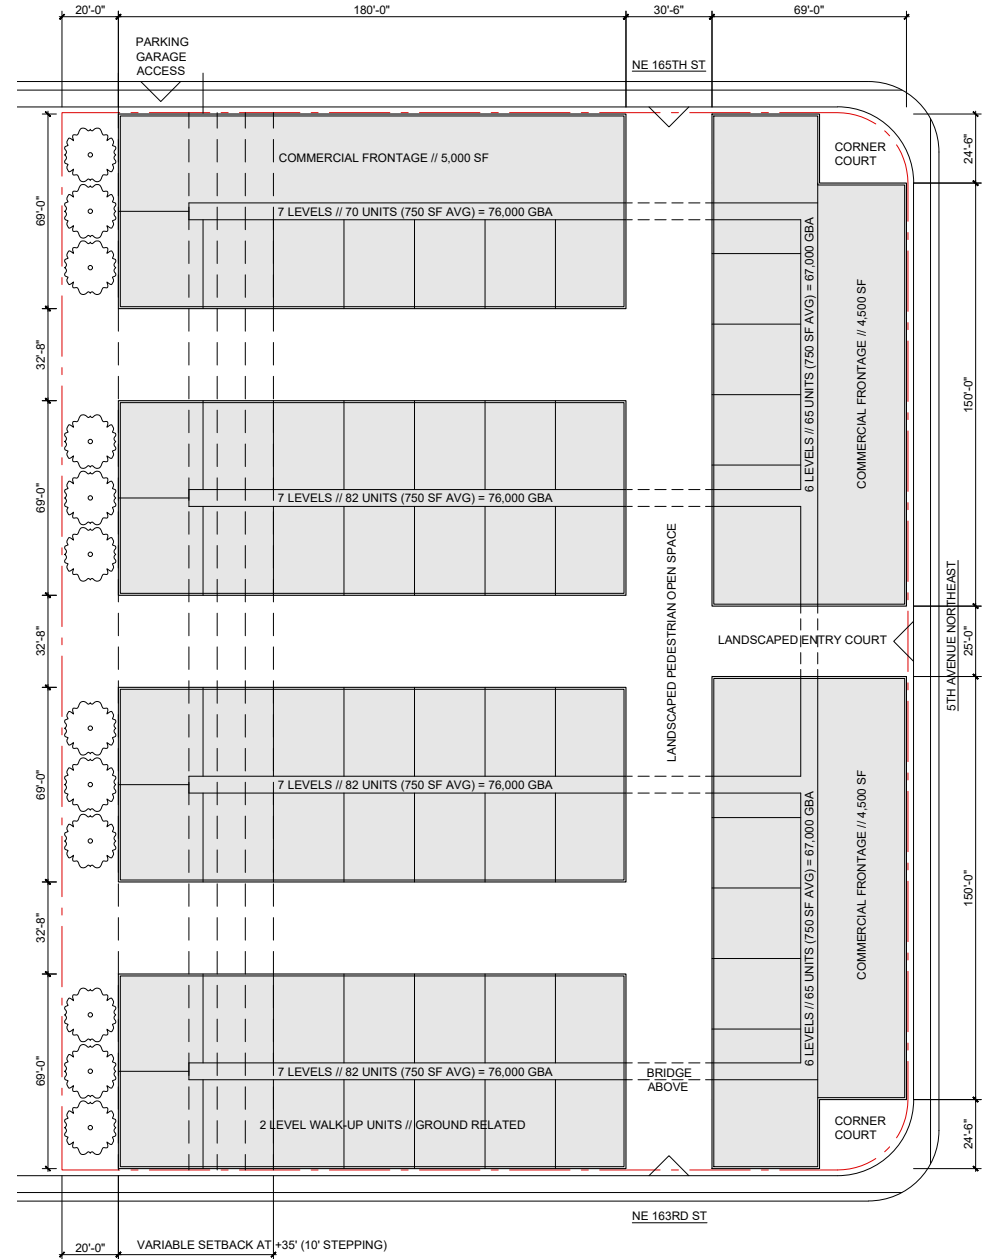 20'-0"
180'-0"
30'-6"
69'-0"
PARKING
GARAGE
ACCESS
NE 165TH ST
CORNER
COURT
24'-6"
COMMERCIAL FRONTAGE // 5,000 SF
69'-0"
7 LEVELS // 70 UNITS (750 SF AVG) = 76,000 GBA
6 LEVELS // 65 UNITS (750 SF AVG) = 67,000 GBA
COMMERCIAL FRONTAGE // 4,500 SF
150'-0"
32'-8"
69'-0"
7 LEVELS // 82 UNITS (750 SF AVG) = 76,000 GBA
LANDSCAPED PEDESTRIAN OPEN SPACE
32'-8"
LANDSCAPED ENTRY COURT
25'-0"
5TH AVENUE NORTHEAST
69'-0"
7 LEVELS // 82 UNITS (750 SF AVG) = 76,000 GBA
6 LEVELS // 65 UNITS (750 SF AVG) = 67,000 GBA
COMMERCIAL FRONTAGE // 4,500 SF
150'-0"
32'-8"
69'-0"
7 LEVELS // 82 UNITS (750 SF AVG) = 76,000 GBA
BRIDGE
ABOVE
2 LEVEL WALK-UP UNITS // GROUND RELATED
CORNER
COURT
24'-6"
NE 163RD ST
20'-0"
VARIABLE SETBACK AT +35' (10' STEPPING)